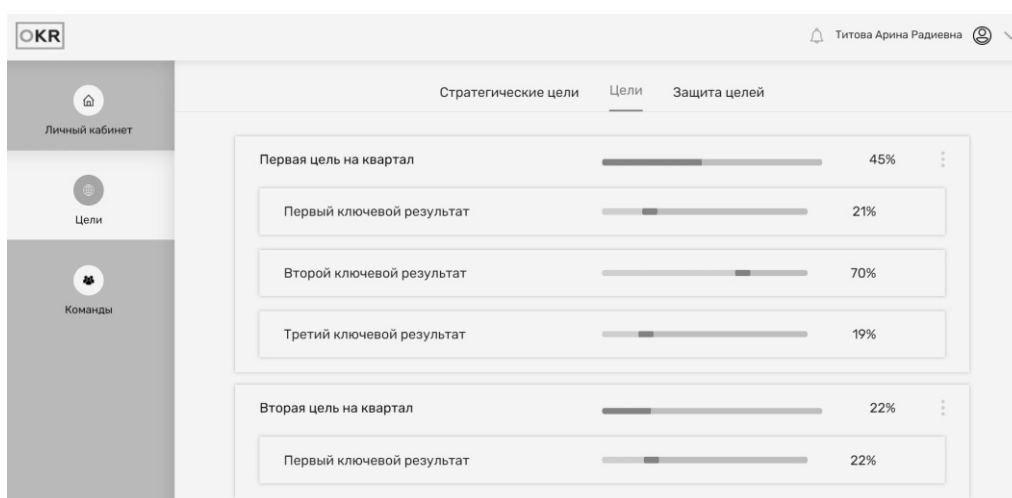 OKR
Титова Арина Радиевна
Личный кабинет
Цели
Команды
Стратегические цели Цели Защита целей
Первая цель на квартал 45%
Первый ключевой результат 21%
Второй ключевой результат 70%
Третий ключевой результат 19%
Вторая цель на квартал 22%
Первый ключевой результат 22%